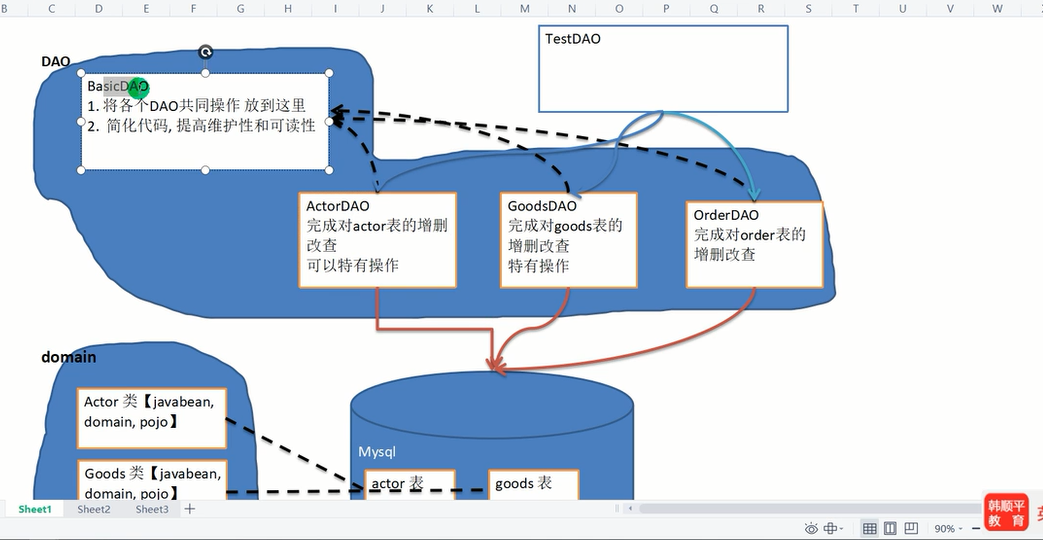 B C D E F G H I J K L M N O P Q R S T U V W
DAO
BasicDAO
1. 将各个DAO共同操作 放到这里
2. 简化代码, 提高维护性和可读性
TestDAO
ActorDAO
完成对actor表的增删
改查
可以特有操作
GoodsDAO
完成对goods表的
增删改查
特有操作
OrderDAO
完成对order表的
增删改查
domain
Actor 类【javabean,
domain, pojo】
Goods 类【javabean,
domain, pojo】
Mysql
actor 表
goods 表
Sheet1 Sheet2 Sheet3
90%
韩顺平
教 育